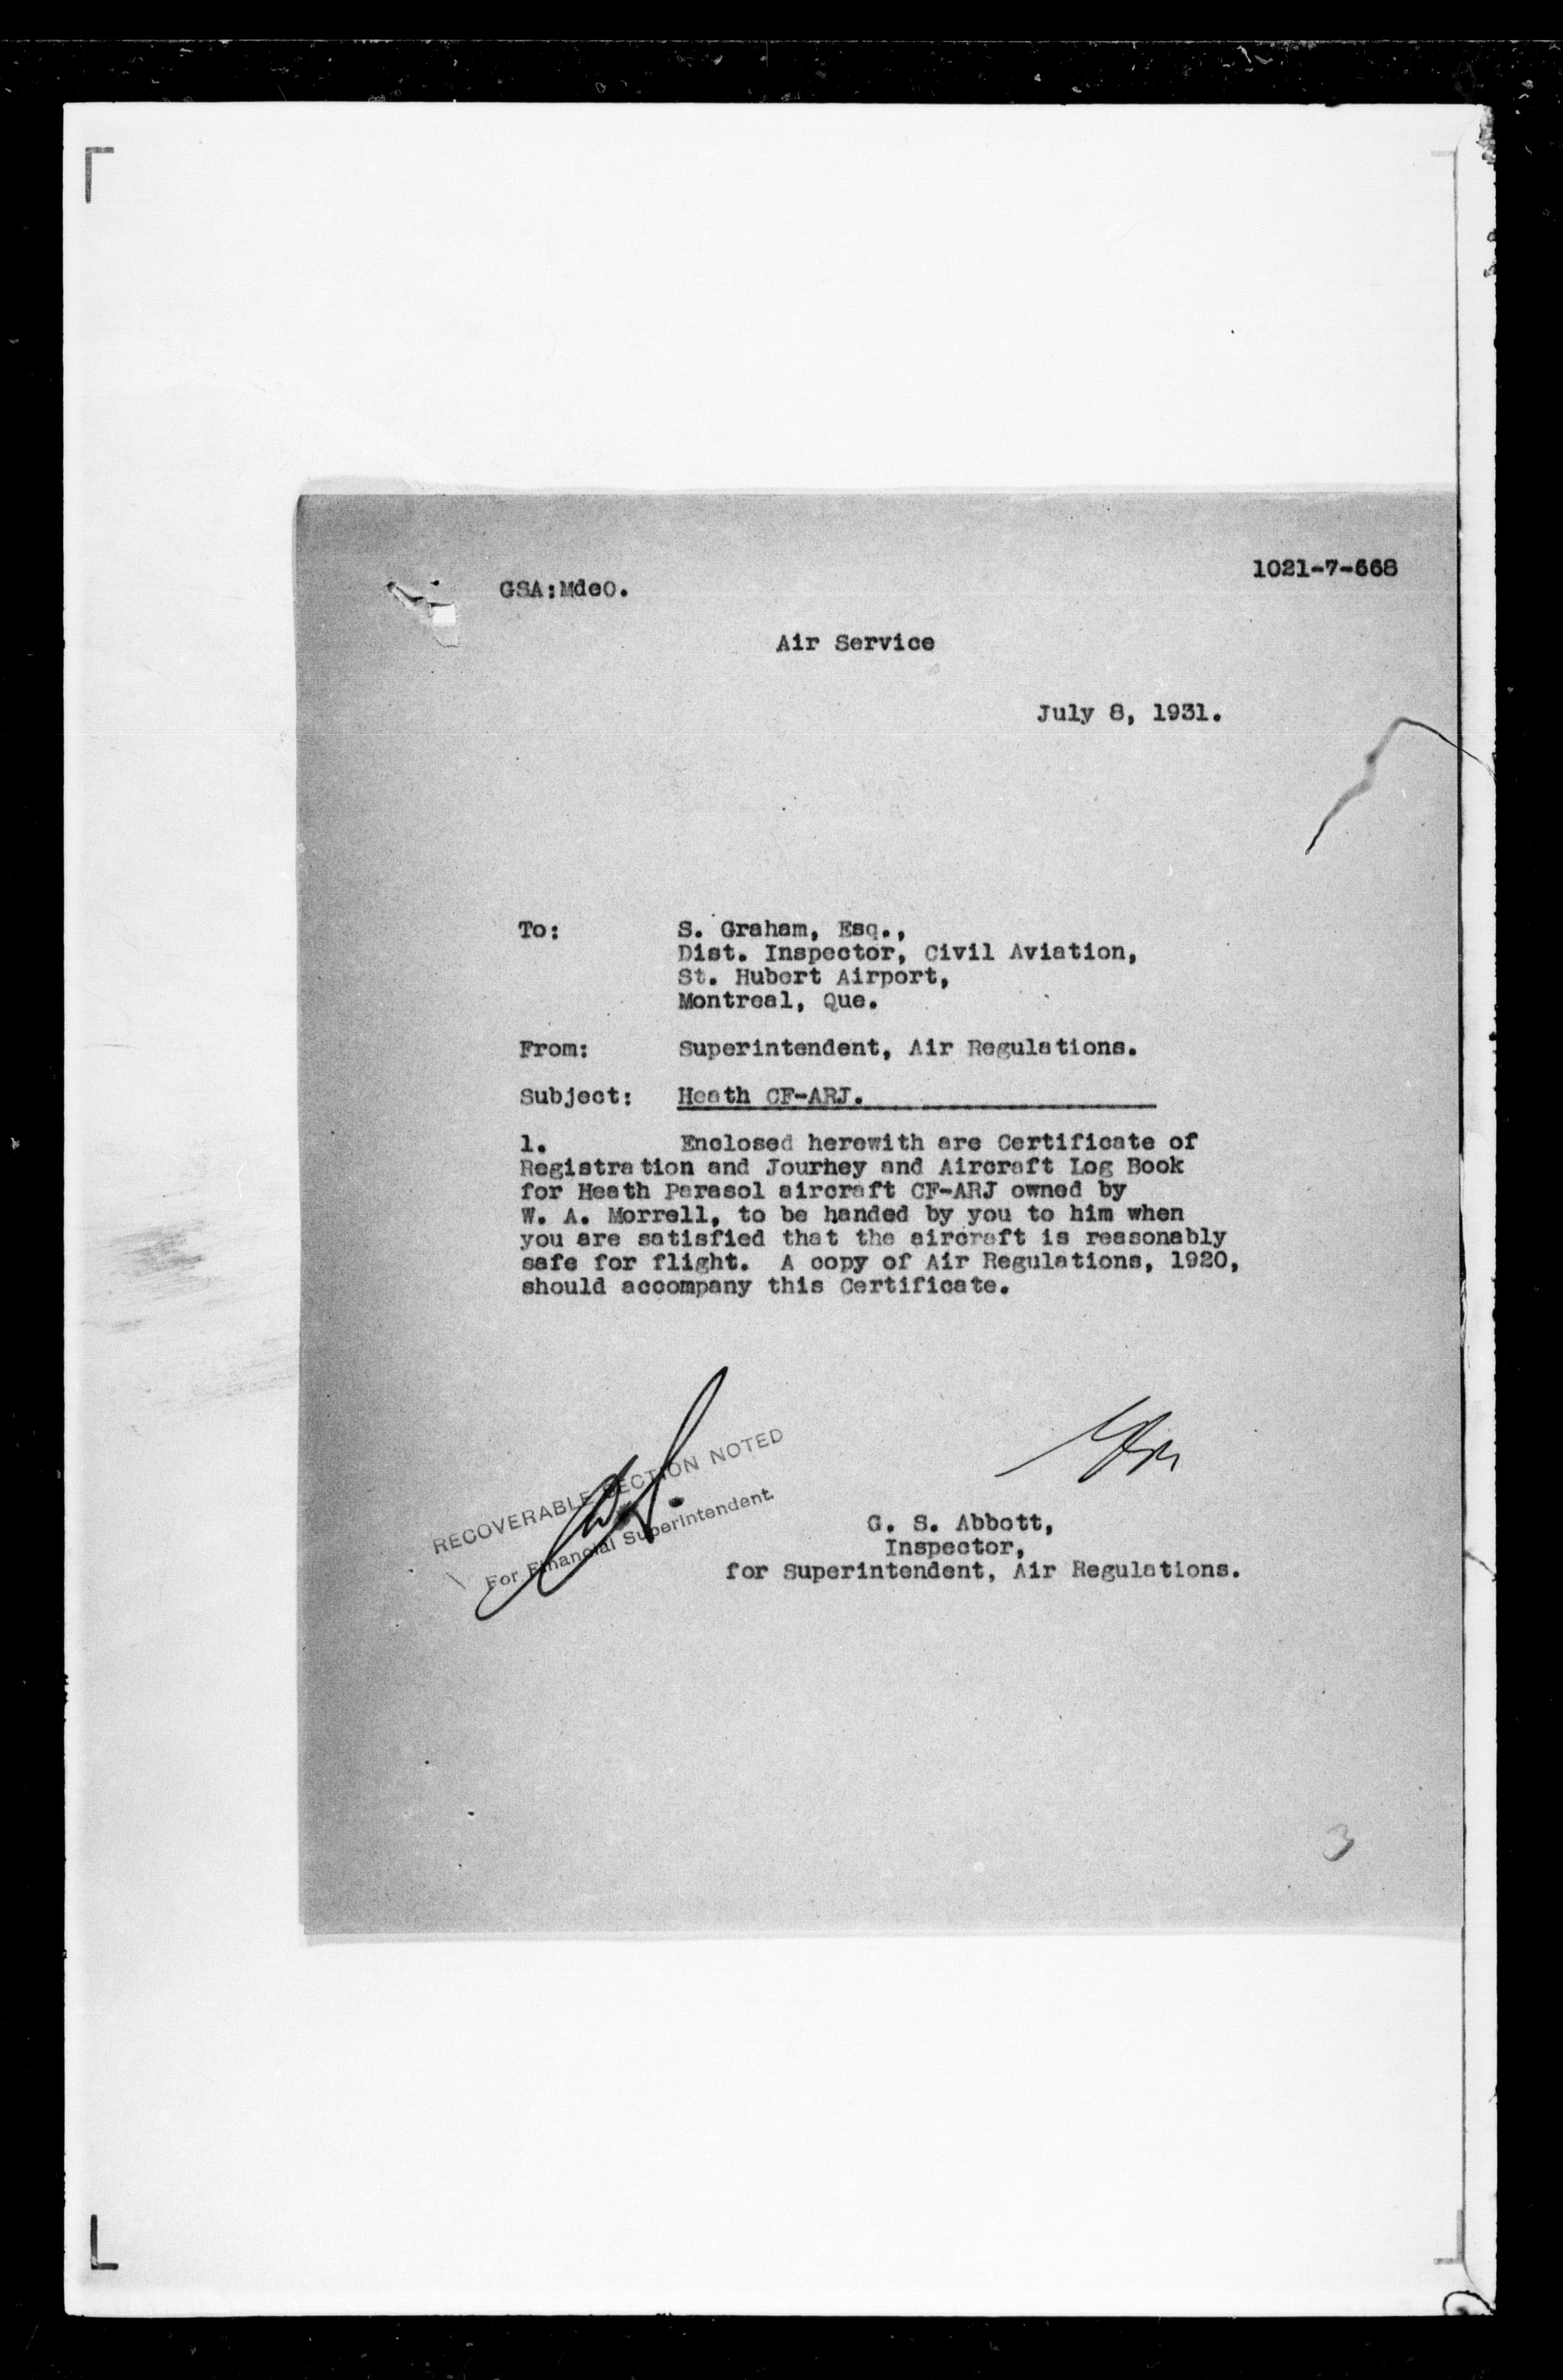 1021-7-668
GSA:MdeO.
Air Service
July 8, 1931.
To: S. Graham, Esq.,
Dist. Inspector, Civil Aviation,
St. Hubert Airport,
Montreal, Que.
From: Superintendent, Air Regulations.
Subject: Heath CF-ARJ.
1. Enclosed herewith are Certificate of
Registration and Jourhey and Aircraft Log Book
for Heath Parasol aircraft CF-ARJ owned by
W. A. Morrell, to be handed by you to him when
you are satisfied that the aircraft is reasonably
safe for flight. A copy of Air Regulations, 1920,
should accompany this Certificate.
RECOVERABLE SECTION NOTED
For Financial Superintendent.
G. S. Abbott,
Inspector,
for Superintendent, Air Regulations.
3